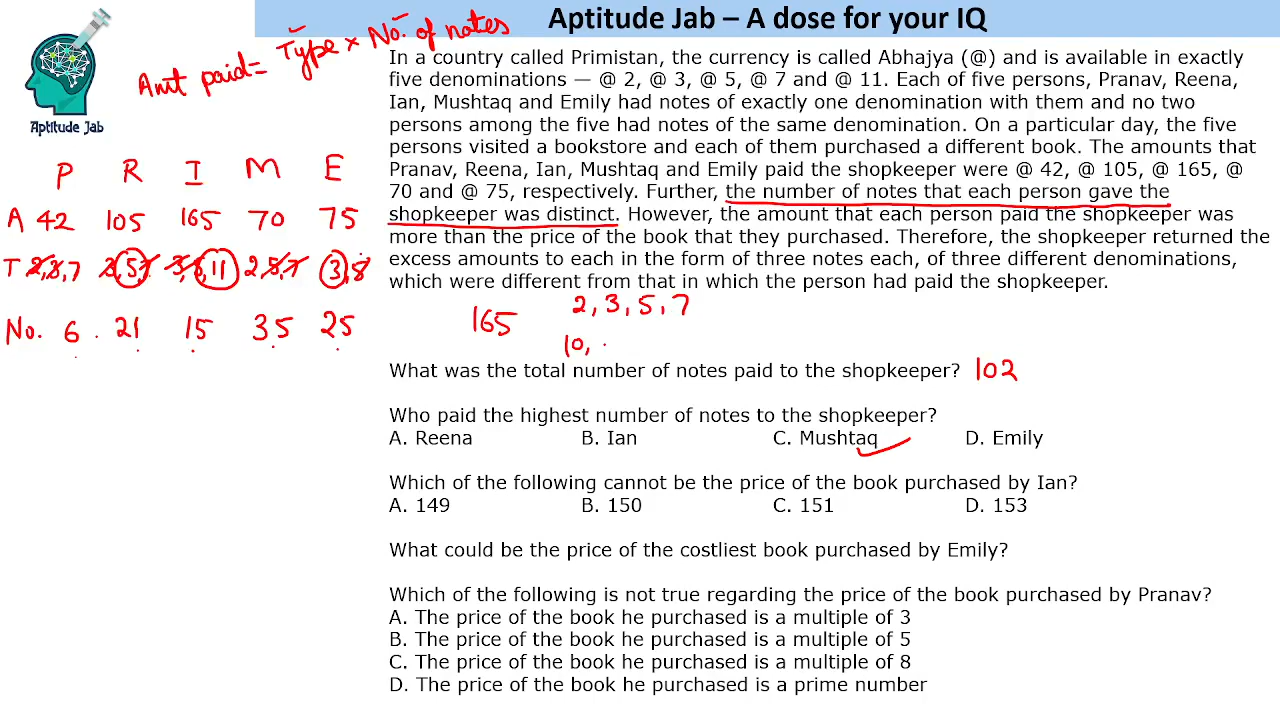 Aptitude Jab – A dose for your IQ
Amt paid = Type × No. of notes
Aptitude Jab
In a country called Primistan, the currency is called Abhajya (@) and is available in exactly
five denominations — @ 2, @ 3, @ 5, @ 7 and @ 11. Each of five persons, Pranav, Reena,
Ian, Mushtaq and Emily had notes of exactly one denomination with them and no two
persons among the five had notes of the same denomination. On a particular day, the five
persons visited a bookstore and each of them purchased a different book. The amounts that
Pranav, Reena, Ian, Mushtaq and Emily paid the shopkeeper were @ 42, @ 105, @ 165, @
70 and @ 75, respectively. Further, the number of notes that each person gave the
shopkeeper was distinct. However, the amount that each person paid the shopkeeper was
more than the price of the book that they purchased. Therefore, the shopkeeper returned the
excess amounts to each in the form of three notes each, of three different denominations,
which were different from that in which the person had paid the shopkeeper.
P R I M E
A 42 105 165 70 75
T 2,3,7 3,5,7 3,5,11 2,5,7 3,5
No. 6 21 15 35 25
165 2, 3, 5, 7
10,
What was the total number of notes paid to the shopkeeper? 102
Who paid the highest number of notes to the shopkeeper?
A. Reena B. Ian C. Mushtaq D. Emily
Which of the following cannot be the price of the book purchased by Ian?
A. 149 B. 150 C. 151 D. 153
What could be the price of the costliest book purchased by Emily?
Which of the following is not true regarding the price of the book purchased by Pranav?
A. The price of the book he purchased is a multiple of 3
B. The price of the book he purchased is a multiple of 5
C. The price of the book he purchased is a multiple of 8
D. The price of the book he purchased is a prime number